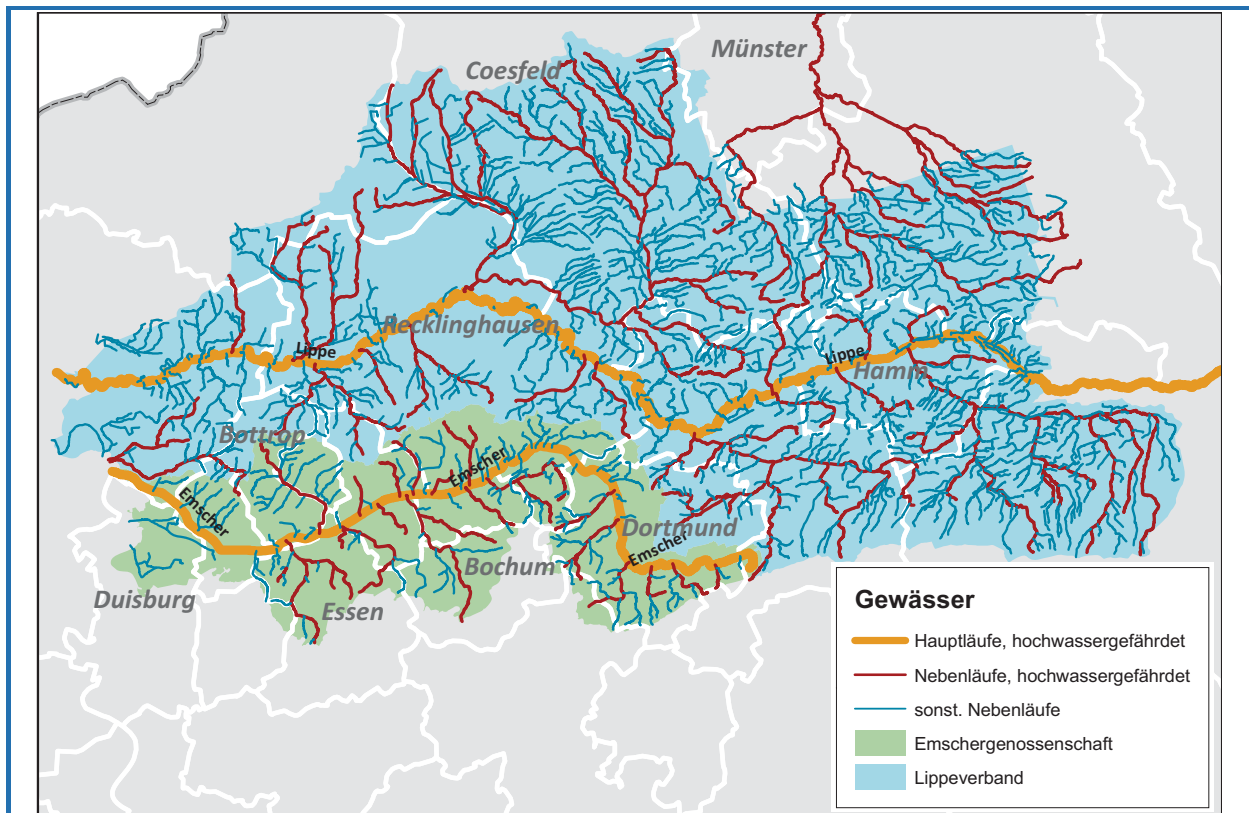 Münster
Coesfeld
Recklinghausen
Lippe
Lippe
Hamm
Bottrop
Emscher
Emscher
Dortmund
Emscher
Bochum
Duisburg
Essen
Gewässer
Hauptläufe, hochwassergefährdet
Nebenläufe, hochwassergefährdet
sonst. Nebenläufe
Emschergenossenschaft
Lippeverband